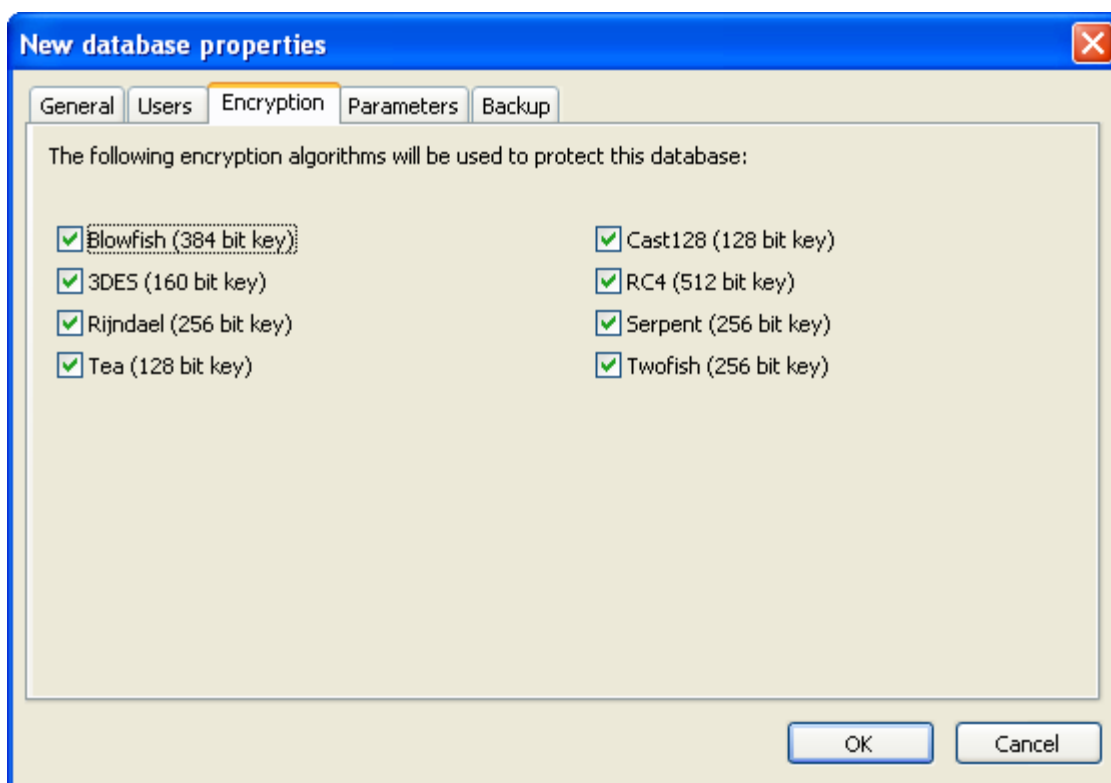 New database properties
General Users Encryption Parameters Backup
The following encryption algorithms will be used to protect this database:
Blowfish (384 bit key) Cast128 (128 bit key)
3DES (160 bit key) RC4 (512 bit key)
Rijndael (256 bit key) Serpent (256 bit key)
Tea (128 bit key) Twofish (256 bit key)
OK Cancel